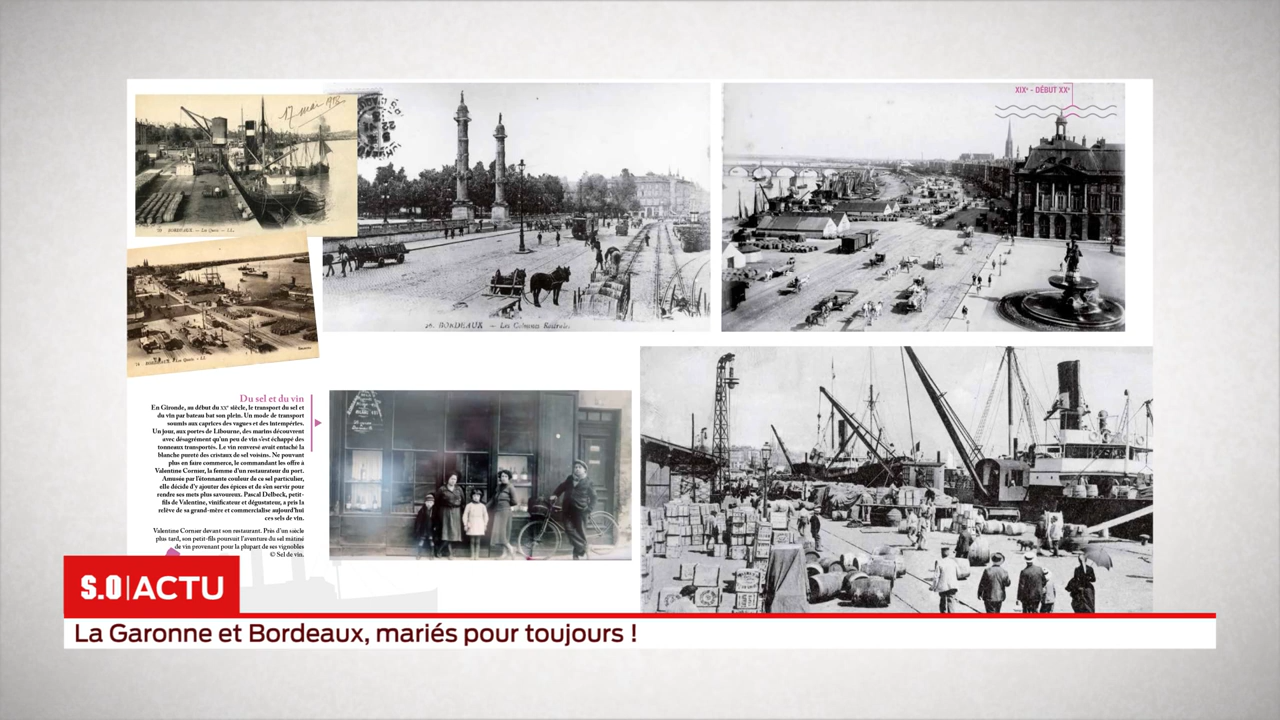 17 mai 19
BORDEAUX. — Les Quais. — LL.
XIXᵉ - DÉBUT XXᵉ
26. BORDEAUX — Les Colonnes Rostrales
BORDEAUX - Les Quais - LL
Du sel et du vin
En Gironde, au début du XXᵉ siècle, le transport du sel et
du vin par bateau bat son plein. Un mode de transport
soumis aux caprices des vagues et des intempéries.
Un jour, aux portes de Libourne, des marins découvrent
avec désagrément qu'un peu de vin s'est échappé des
tonneaux transportés. Le vin renversé avait entaché la
blanche pureté des cristaux de sel voisins. Ne pouvant
plus en faire commerce, le commandant les offre à
Valentine Cornier, la femme d'un restaurateur du port.
Amusée par l'étonnante couleur de ce sel particulier,
elle décide d'y ajouter des épices et de s'en servir pour
rendre ses mets plus savoureux. Pascal Delbeck, petit-
fils de Valentine, vinificateur et dégustateur, a pris la
relève de sa grand-mère et commercialise aujourd'hui
ces sels de vin.
Valentine Cornier devant son restaurant. Près d'un siècle
plus tard, son petit-fils poursuit l'aventure du sel mâtiné
de vin provenant pour la plupart de ses vignobles
© Sel de vin.
S.O|ACTU
La Garonne et Bordeaux, mariés pour toujours !